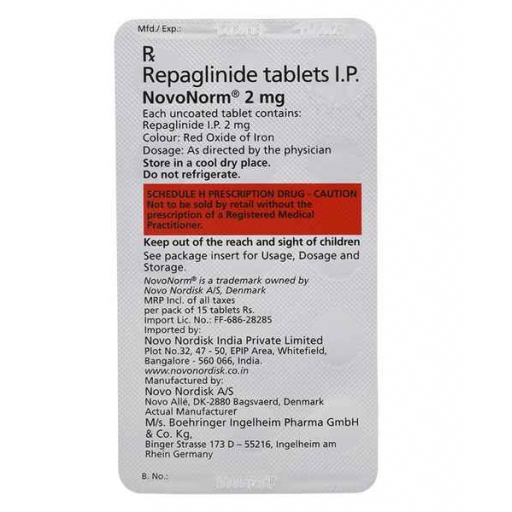 Mfd./ Exp.:
Rx
Repaglinide tablets I.P.
NovoNorm® 2 mg
Each uncoated tablet contains:
Repaglinide I.P. 2 mg
Colour: Red Oxide of Iron
Dosage: As directed by the physician
Store in a cool dry place.
Do not refrigerate.
SCHEDULE H PRESCRIPTION DRUG - CAUTION
Not to be sold by retail without the
prescription of a Registered Medical
Practitioner.
Keep out of the reach and sight of children
See package insert for Usage, Dosage and
Storage.
NovoNorm® is a trademark owned by
Novo Nordisk A/S, Denmark
MRP Incl. of all taxes
per pack of 15 tablets Rs.
Import Lic. No.: FF-686-28285
Imported by:
Novo Nordisk India Private Limited
Plot No.32, 47 - 50, EPIP Area, Whitefield,
Bangalore - 560 066, India.
www.novonordisk.co.in
Manufactured by:
Novo Nordisk A/S
Novo Allé, DK-2880 Bagsvaerd, Denmark
Actual Manufacturer
M/s. Boehringer Ingelheim Pharma GmbH
& Co. Kg,
Binger Strasse 173 D – 55216, Ingelheim am
Rhein Germany
B. No.: